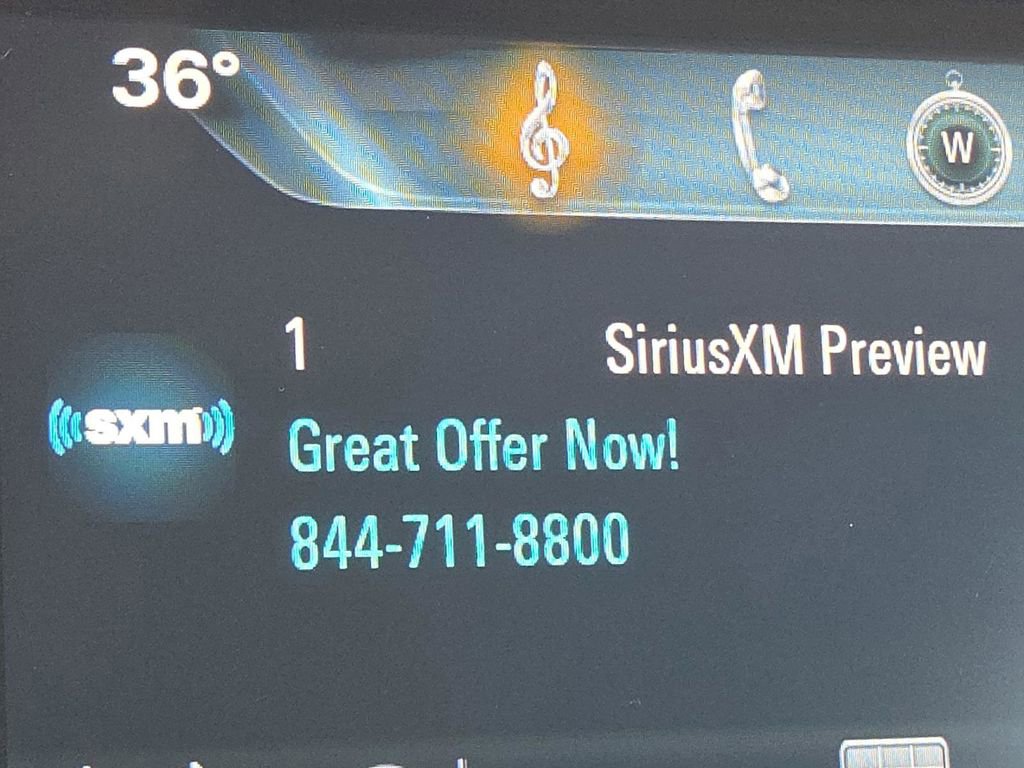 36°
W
1 SiriusXM Preview
sxm
Great Offer Now!
844-711-8800